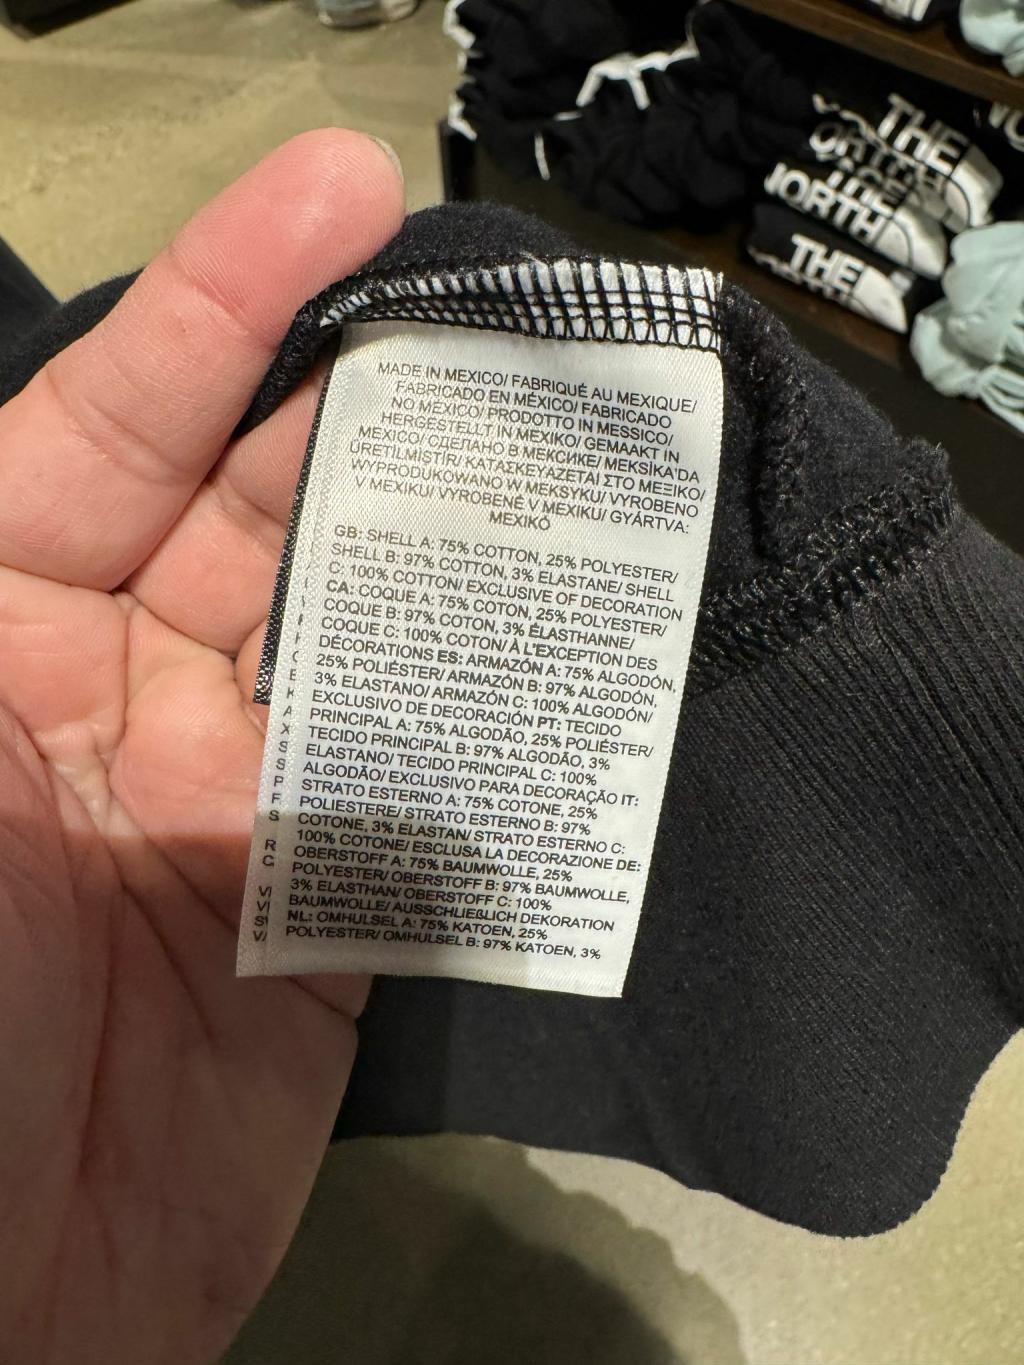 THE
NORTH
THE
MADE IN MEXICO/ FABRIQUÉ AU MEXIQUE/
FABRICADO EN MÉXICO/ FABRICADO
NO MEXICO/ PRODOTTO IN MESSICO/
HERGESTELLT IN MEXIKO/ GEMAAKT IN
MEXICO/ СДЕЛАНО В МЕКСИКЕ/ MEKSİKA'DA
ÜRETİLMİSTİR/ ΚΑΤΑΣΚΕΥΑΖΕΤΑΙ ΣΤΟ ΜΕΞΙΚΟ/
WYPRODUKOWANO W MEKSYKU/ VYROBENO
V MEXIKU/ VYROBENÉ V MEXIKU/ GYÁRTVA:
MEXIKÓ
GB: SHELL A: 75% COTTON, 25% POLYESTER/
SHELL B: 97% COTTON, 3% ELASTANE/ SHELL
C: 100% COTTON/ EXCLUSIVE OF DECORATION
CA: COQUE A: 75% COTON, 25% POLYESTER/
COQUE B: 97% COTON, 3% ÉLASTHANNE/
COQUE C: 100% COTON/ À L'EXCEPTION DES
DÉCORATIONS ES: ARMAZÓN A: 75% ALGODÓN,
25% POLIÉSTER/ ARMAZÓN B: 97% ALGODÓN,
3% ELASTANO/ ARMAZÓN C: 100% ALGODÓN/
EXCLUSIVO DE DECORACIÓN PT: TECIDO
PRINCIPAL A: 75% ALGODÃO, 25% POLIÉSTER/
TECIDO PRINCIPAL B: 97% ALGODÃO, 3%
ELASTANO/ TECIDO PRINCIPAL C: 100%
ALGODÃO/ EXCLUSIVO PARA DECORAÇÃO IT:
STRATO ESTERNO A: 75% COTONE, 25%
POLIESTERE/ STRATO ESTERNO B: 97%
COTONE, 3% ELASTAN/ STRATO ESTERNO C:
100% COTONE/ ESCLUSA LA DECORAZIONE DE:
OBERSTOFF A: 75% BAUMWOLLE, 25%
POLYESTER/ OBERSTOFF B: 97% BAUMWOLLE,
3% ELASTHAN/ OBERSTOFF C: 100%
BAUMWOLLE/ AUSSCHLIEßLICH DEKORATION
NL: OMHULSEL A: 75% KATOEN, 25%
POLYESTER/ OMHULSEL B: 97% KATOEN, 3%